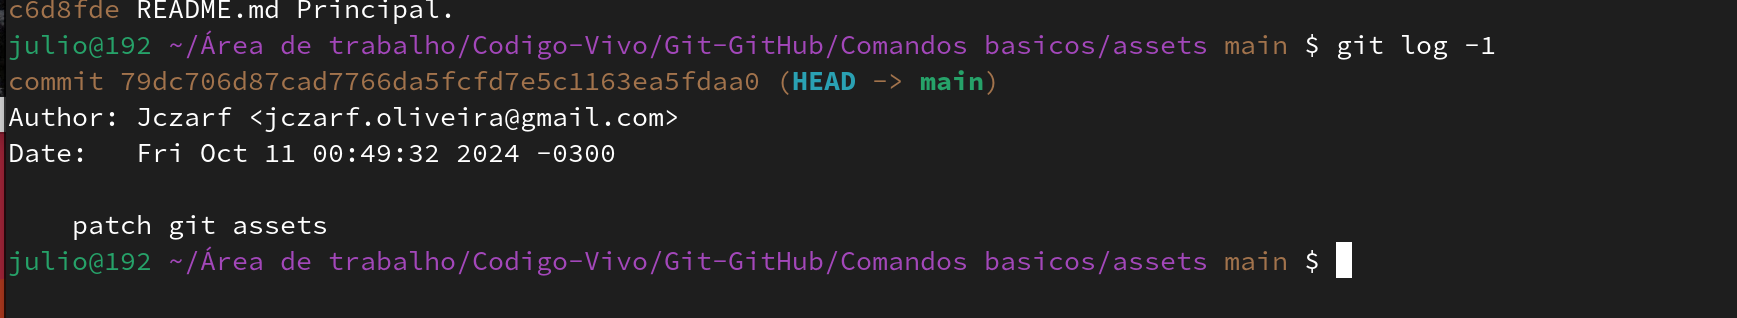 c6d8fde README.md Principal.
julio@192 ~/Área de trabalho/Codigo-Vivo/Git-GitHub/Comandos basicos/assets main $ git log -1
commit 79dc706d87cad7766da5fcfd7e5c1163ea5fdaa0 (HEAD -> main)
Author: Jczarf <jczarf.oliveira@gmail.com>
Date:   Fri Oct 11 00:49:32 2024 -0300
    patch git assets
julio@192 ~/Área de trabalho/Codigo-Vivo/Git-GitHub/Comandos basicos/assets main $